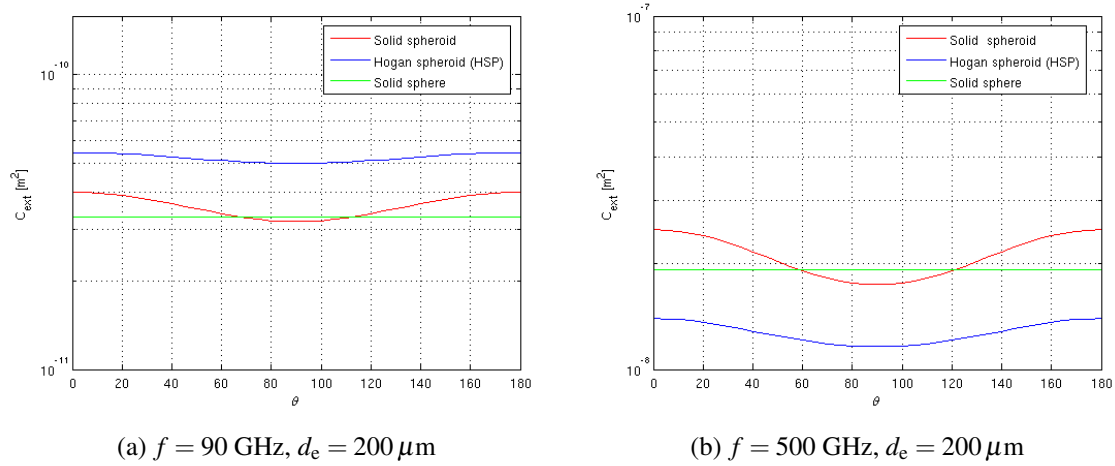 Solid spheroid
Hogan spheroid (HSP)
Solid sphere
10^-10
10^-11
C_ext [m²]
0 20 40 60 80 100 120 140 160 180
θ
(a) f = 90 GHz, d_e = 200 μm
Solid spheroid
Hogan spheroid (HSP)
Solid sphere
10^-7
10^-8
C_ext [m²]
0 20 40 60 80 100 120 140 160 180
θ
(b) f = 500 GHz, d_e = 200 μm